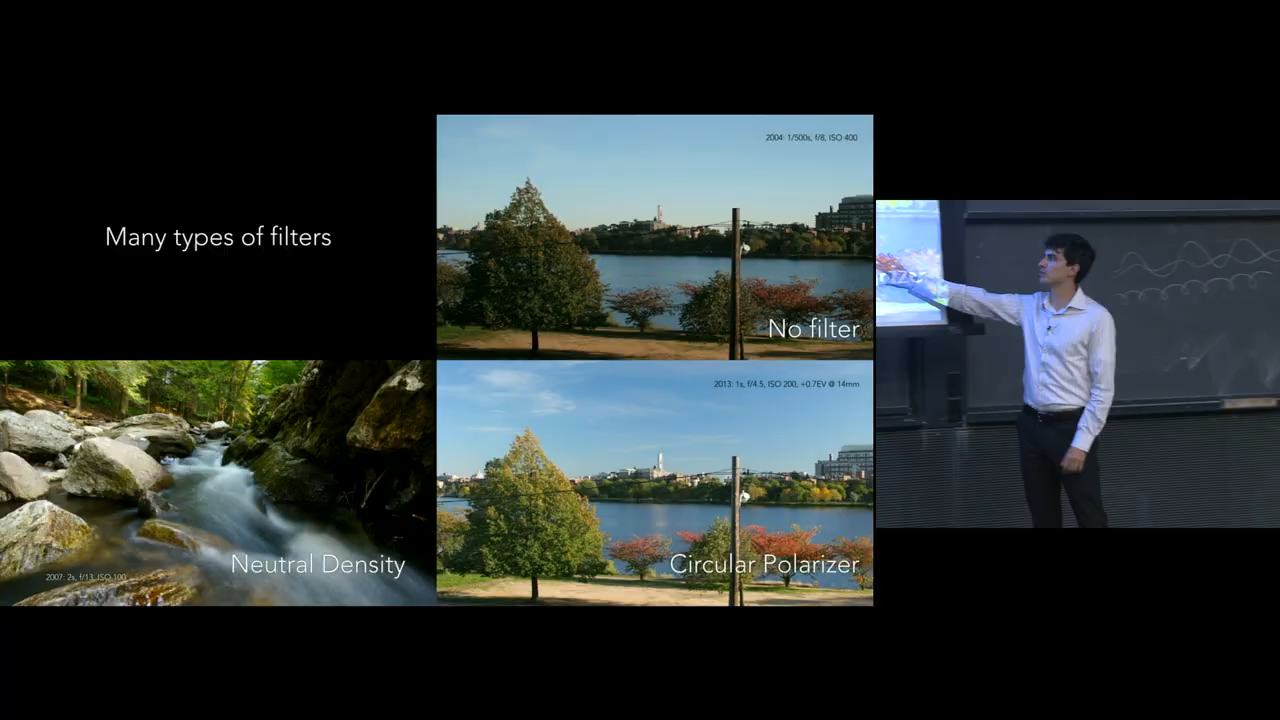 Many types of filters
2004: 1/500s, f/8, ISO 400
No filter
2007: 2s, f/13, ISO 100
Neutral Density
2013: 1s, f/4.5, ISO 200, +0.7EV @ 14mm
Circular Polarizer